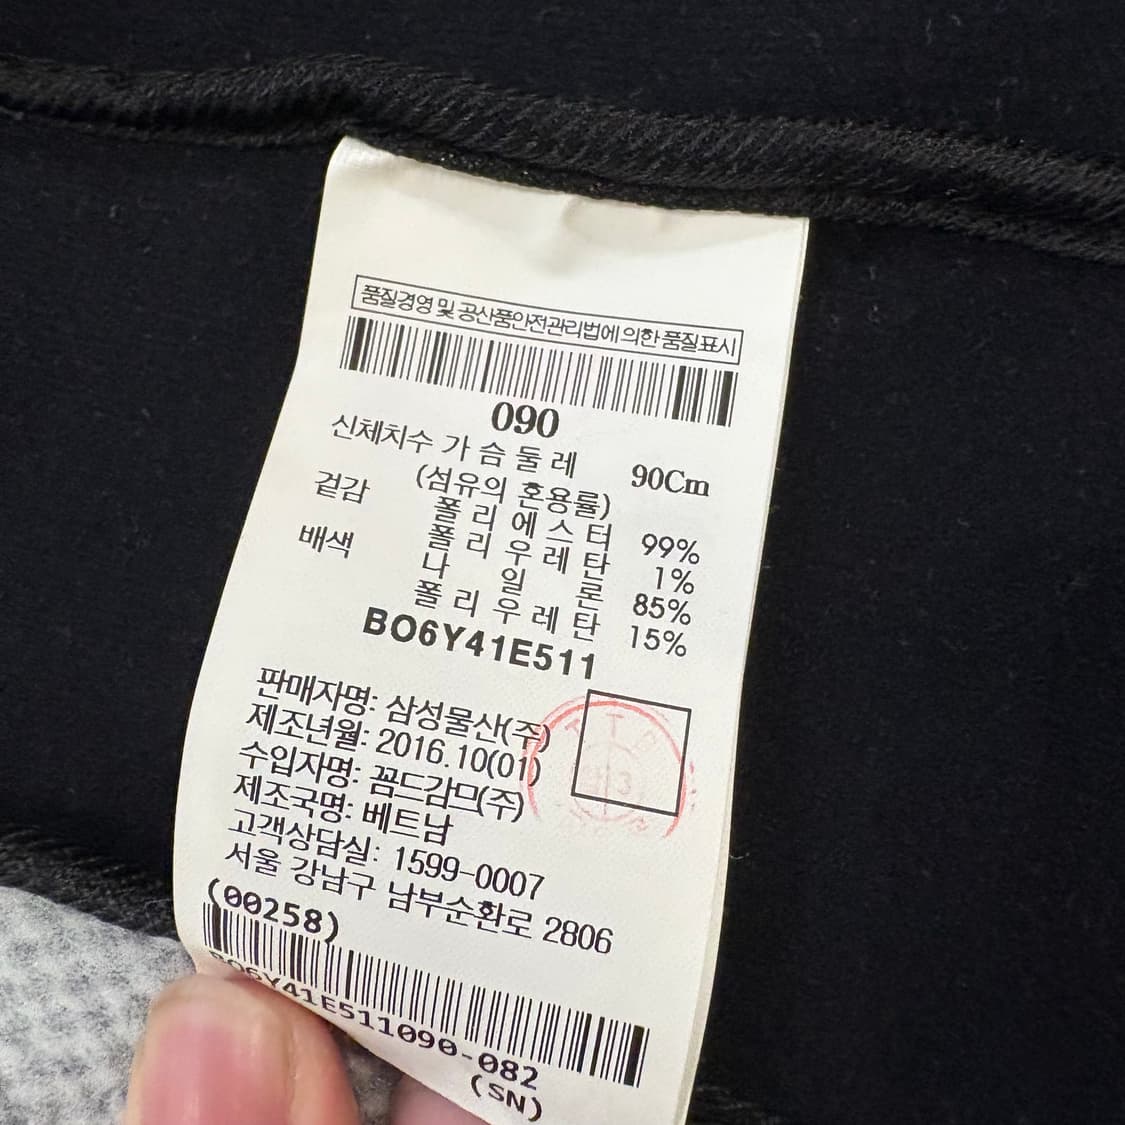 품질경영 및 공산품안전관리법에 의한 품질표시
090
신체치수 가슴둘레 90Cm
(섬유의 혼용률)
겉감 폴리에스터 99%
폴리우레탄 1%
배색 나일론 85%
폴리우레탄 15%
BO6Y41E511
판매자명: 삼성물산(주)
제조년월: 2016.10(01)
수입자명: 꼼드감므(주)
제조국명: 베트남
고객상담실: 1599-0007
서울 강남구 남부순환로 2806
(00258)
BO6Y41E511090-082
(SN)